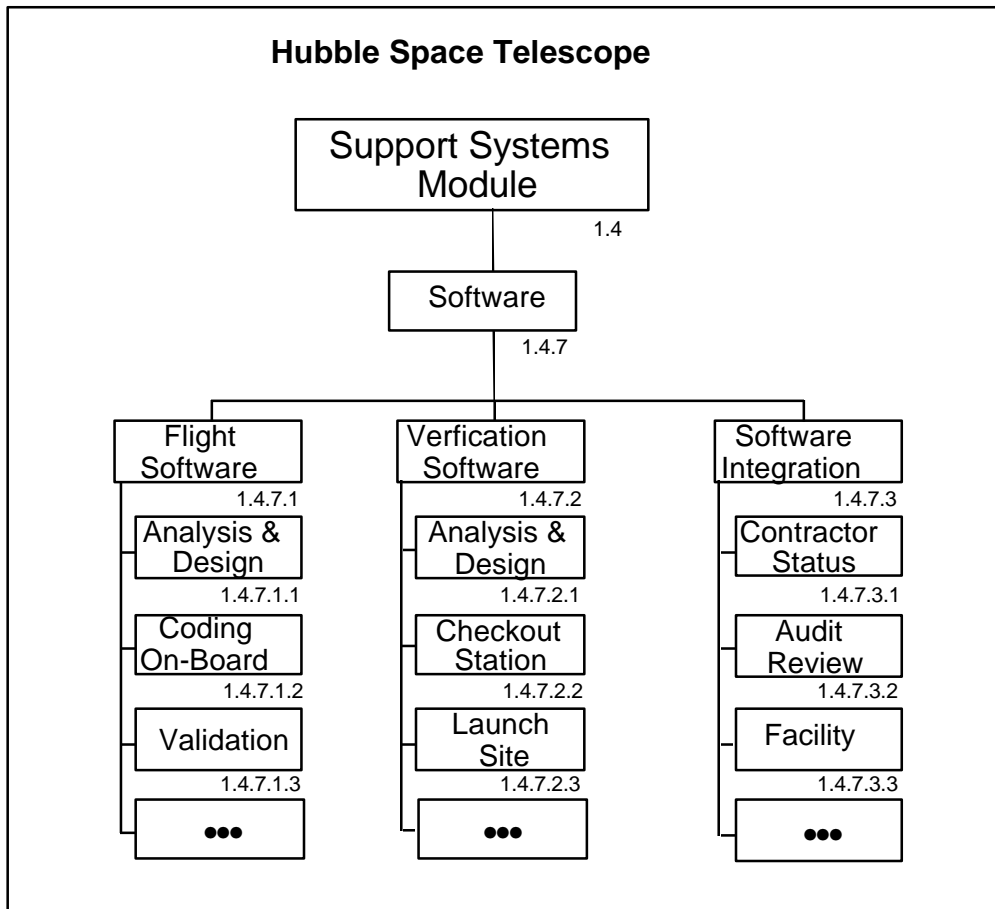 Hubble Space Telescope
Support Systems
Module
1.4
Software
1.4.7
Flight
Software
1.4.7.1
Analysis &
Design
1.4.7.1.1
Coding
On-Board
1.4.7.1.2
Validation
1.4.7.1.3
•••
Verfication
Software
1.4.7.2
Analysis &
Design
1.4.7.2.1
Checkout
Station
1.4.7.2.2
Launch
Site
1.4.7.2.3
•••
Software
Integration
1.4.7.3
Contractor
Status
1.4.7.3.1
Audit
Review
1.4.7.3.2
Facility
1.4.7.3.3
•••